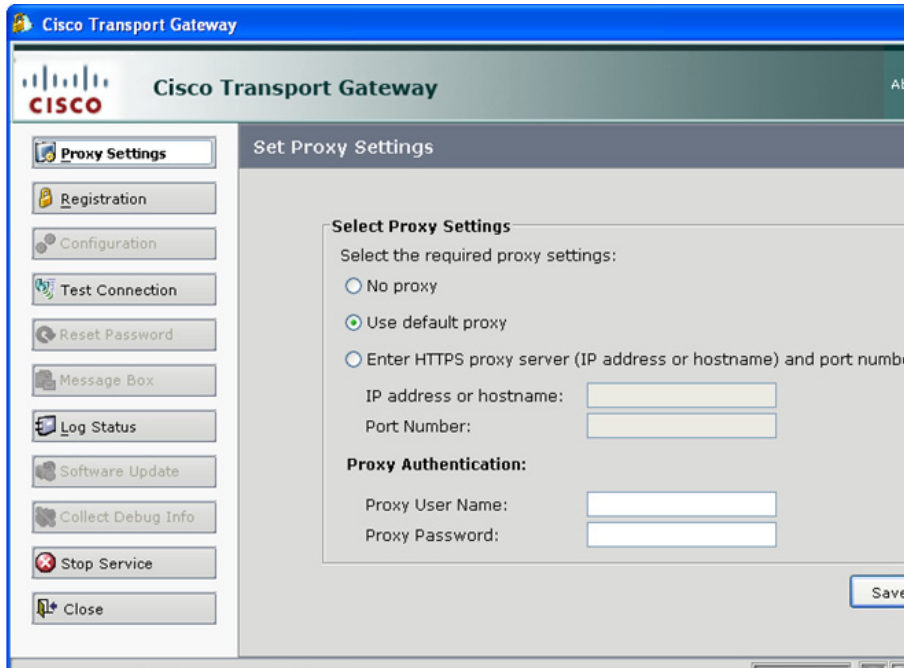 Cisco Transport Gateway
CISCO
Cisco Transport Gateway
Proxy Settings
Registration
Configuration
Test Connection
Reset Password
Message Box
Log Status
Software Update
Collect Debug Info
Stop Service
Close
Set Proxy Settings
Select Proxy Settings
Select the required proxy settings:
No proxy
Use default proxy
Enter HTTPS proxy server (IP address or hostname) and port
IP address or hostname:
Port Number:
Proxy Authentication:
Proxy User Name:
Proxy Password:
Save